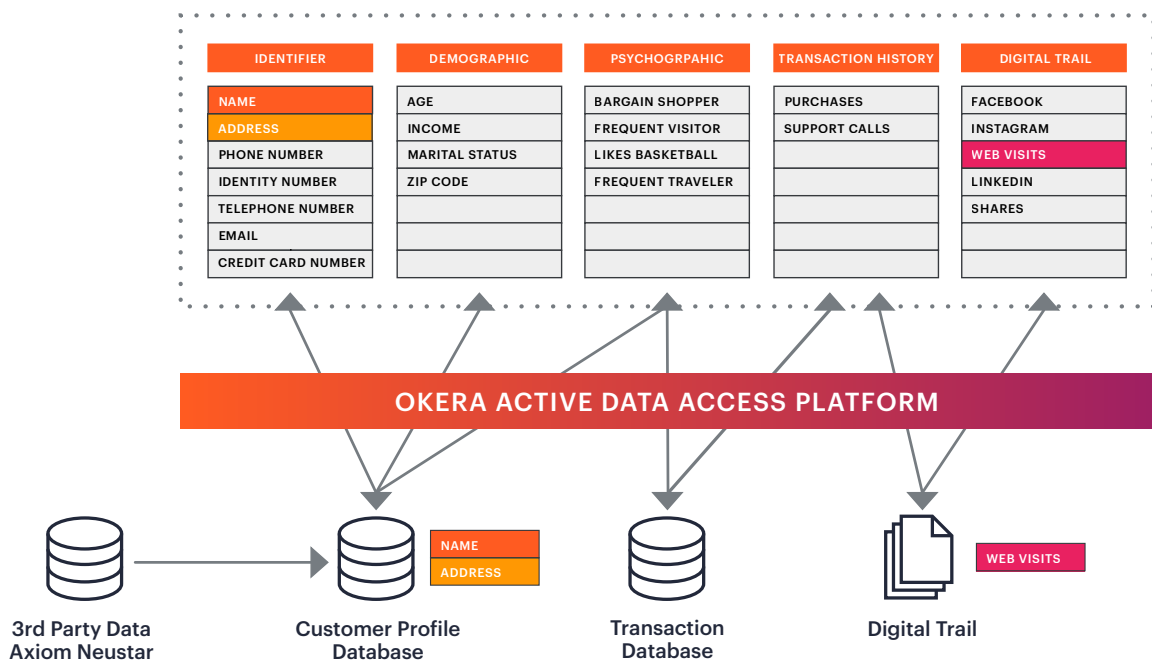 IDENTIFIER
NAME
ADDRESS
PHONE NUMBER
IDENTITY NUMBER
TELEPHONE NUMBER
EMAIL
CREDIT CARD NUMBER
DEMOGRAPHIC
AGE
INCOME
MARITAL STATUS
ZIP CODE
PSYCHOGRPAHIC
BARGAIN SHOPPER
FREQUENT VISITOR
LIKES BASKETBALL
FREQUENT TRAVELER
TRANSACTION HISTORY
PURCHASES
SUPPORT CALLS
DIGITAL TRAIL
FACEBOOK
INSTAGRAM
WEB VISITS
LINKEDIN
SHARES
OKERA ACTIVE DATA ACCESS PLATFORM
3rd Party Data
Axiom Neustar
NAME
ADDRESS
Customer Profile
Database
Transaction
Database
WEB VISITS
Digital Trail